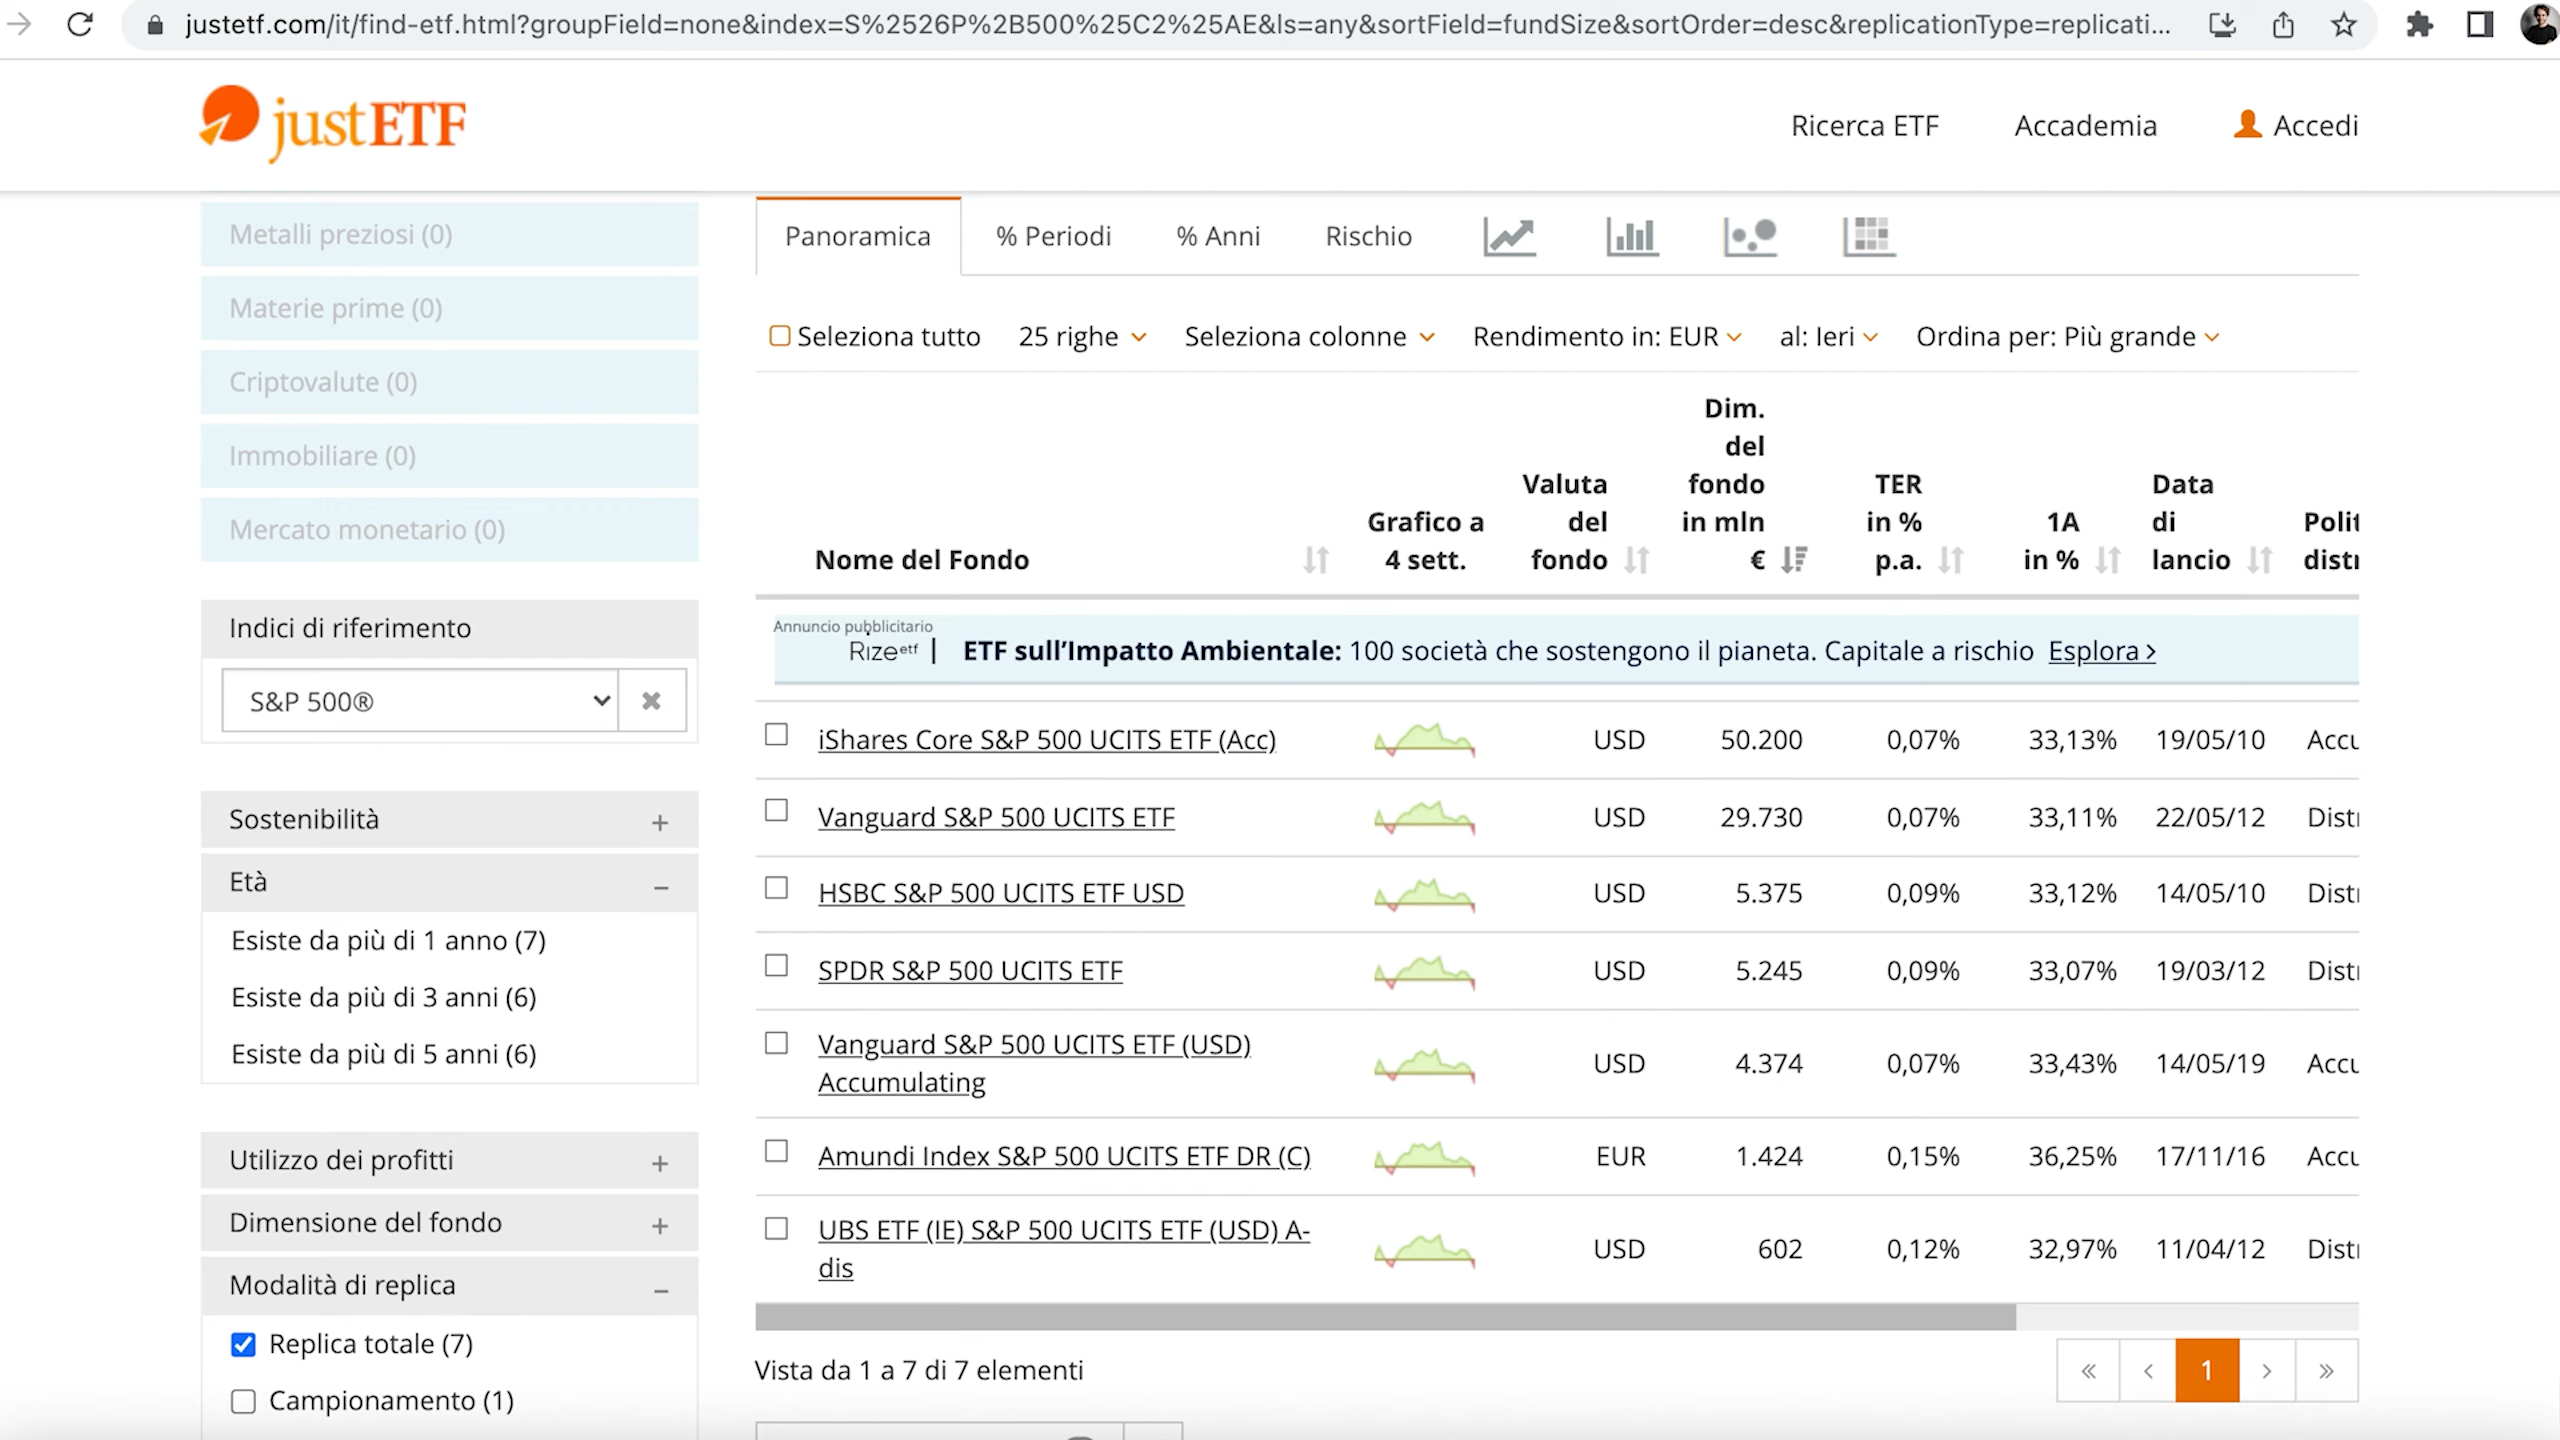 justetf.com/it/find-etf.html?groupField=none&index=S%2526P%2B500%25C2%25AE&ls=any&sortField=fundSize&sortOrder=desc&replicationType=replicati...
justETF
Ricerca ETF Accademia Accedi
Metalli preziosi (0)
Materie prime (0)
Criptovalute (0)
Immobiliare (0)
Mercato monetario (0)
Indici di riferimento
S&P 500®
Sostenibilità
Età
Esiste da più di 1 anno (7)
Esiste da più di 3 anni (6)
Esiste da più di 5 anni (6)
Utilizzo dei profitti
Dimensione del fondo
Modalità di replica
Replica totale (7)
Campionamento (1)
Panoramica % Periodi % Anni Rischio
Seleziona tutto 25 righe Seleziona colonne Rendimento in: EUR al: Ieri Ordina per: Più grande
Nome del Fondo
Grafico a
4 sett.
Valuta
del
fondo
Dim.
del
fondo
in mln
€
TER
in %
p.a.
1A
in %
Data
di
lancio
Polit
distr
Annuncio pubblicitario
Rize etf | ETF sull’Impatto Ambientale: 100 società che sostengono il pianeta. Capitale a rischio Esplora >
iShares Core S&P 500 UCITS ETF (Acc) USD 50.200 0,07% 33,13% 19/05/10 Accu
Vanguard S&P 500 UCITS ETF USD 29.730 0,07% 33,11% 22/05/12 Distr
HSBC S&P 500 UCITS ETF USD USD 5.375 0,09% 33,12% 14/05/10 Distr
SPDR S&P 500 UCITS ETF USD 5.245 0,09% 33,07% 19/03/12 Distr
Vanguard S&P 500 UCITS ETF (USD)
Accumulating USD 4.374 0,07% 33,43% 14/05/19 Accu
Amundi Index S&P 500 UCITS ETF DR (C) EUR 1.424 0,15% 36,25% 17/11/16 Accu
UBS ETF (IE) S&P 500 UCITS ETF (USD) A-
dis USD 602 0,12% 32,97% 11/04/12 Distr
Vista da 1 a 7 di 7 elementi
« ‹ 1 › »